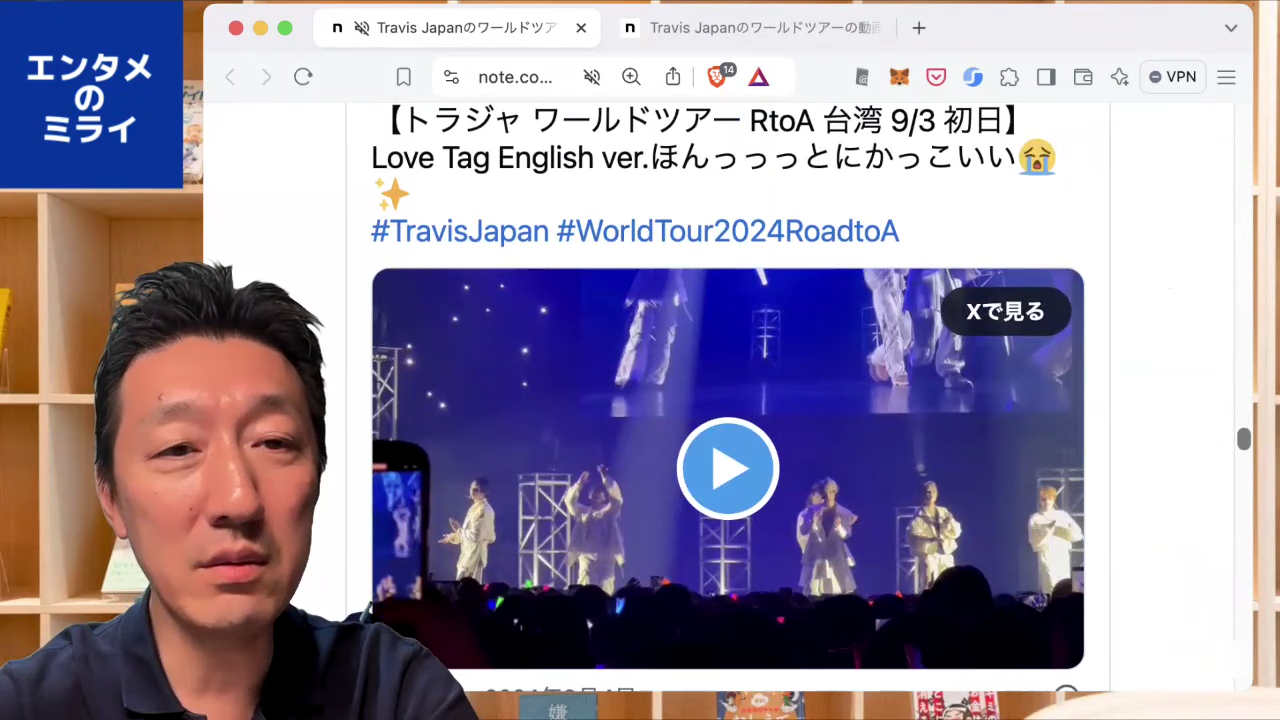 エンタメ
の
ミライ
n Travis Japanのワールドツア
n Travis Japanのワールドツアーの動画
note.co...
14
VPN
【トラジャ ワールドツアー RtoA 台湾 9/3 初日】
Love Tag English ver.ほんっっっとにかっこいい😭
✨
#TravisJapan #WorldTour2024RoadtoA
Xで見る
嫌